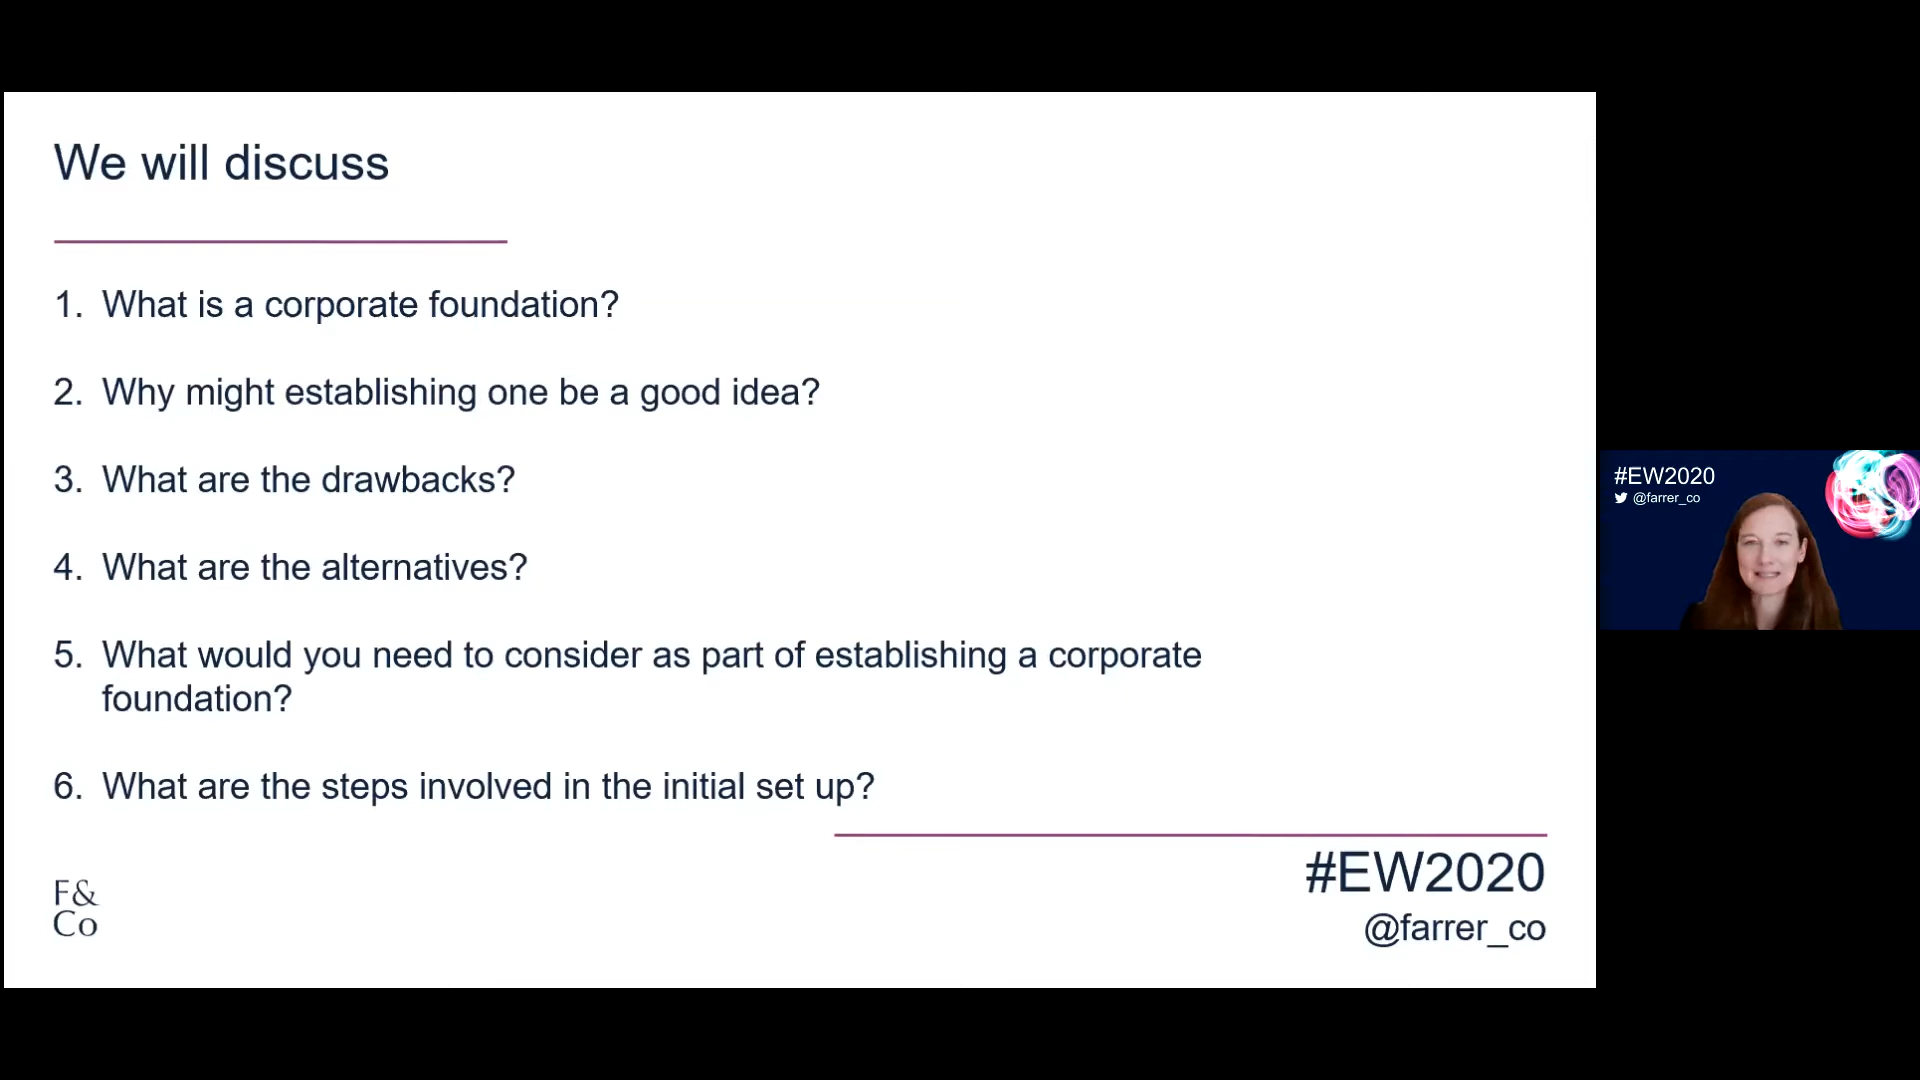 We will discuss
1. What is a corporate foundation?
2. Why might establishing one be a good idea?
3. What are the drawbacks?
4. What are the alternatives?
5. What would you need to consider as part of establishing a corporate
foundation?
6. What are the steps involved in the initial set up?
F&
Co
#EW2020
@farrer_co
#EW2020
@farrer_co